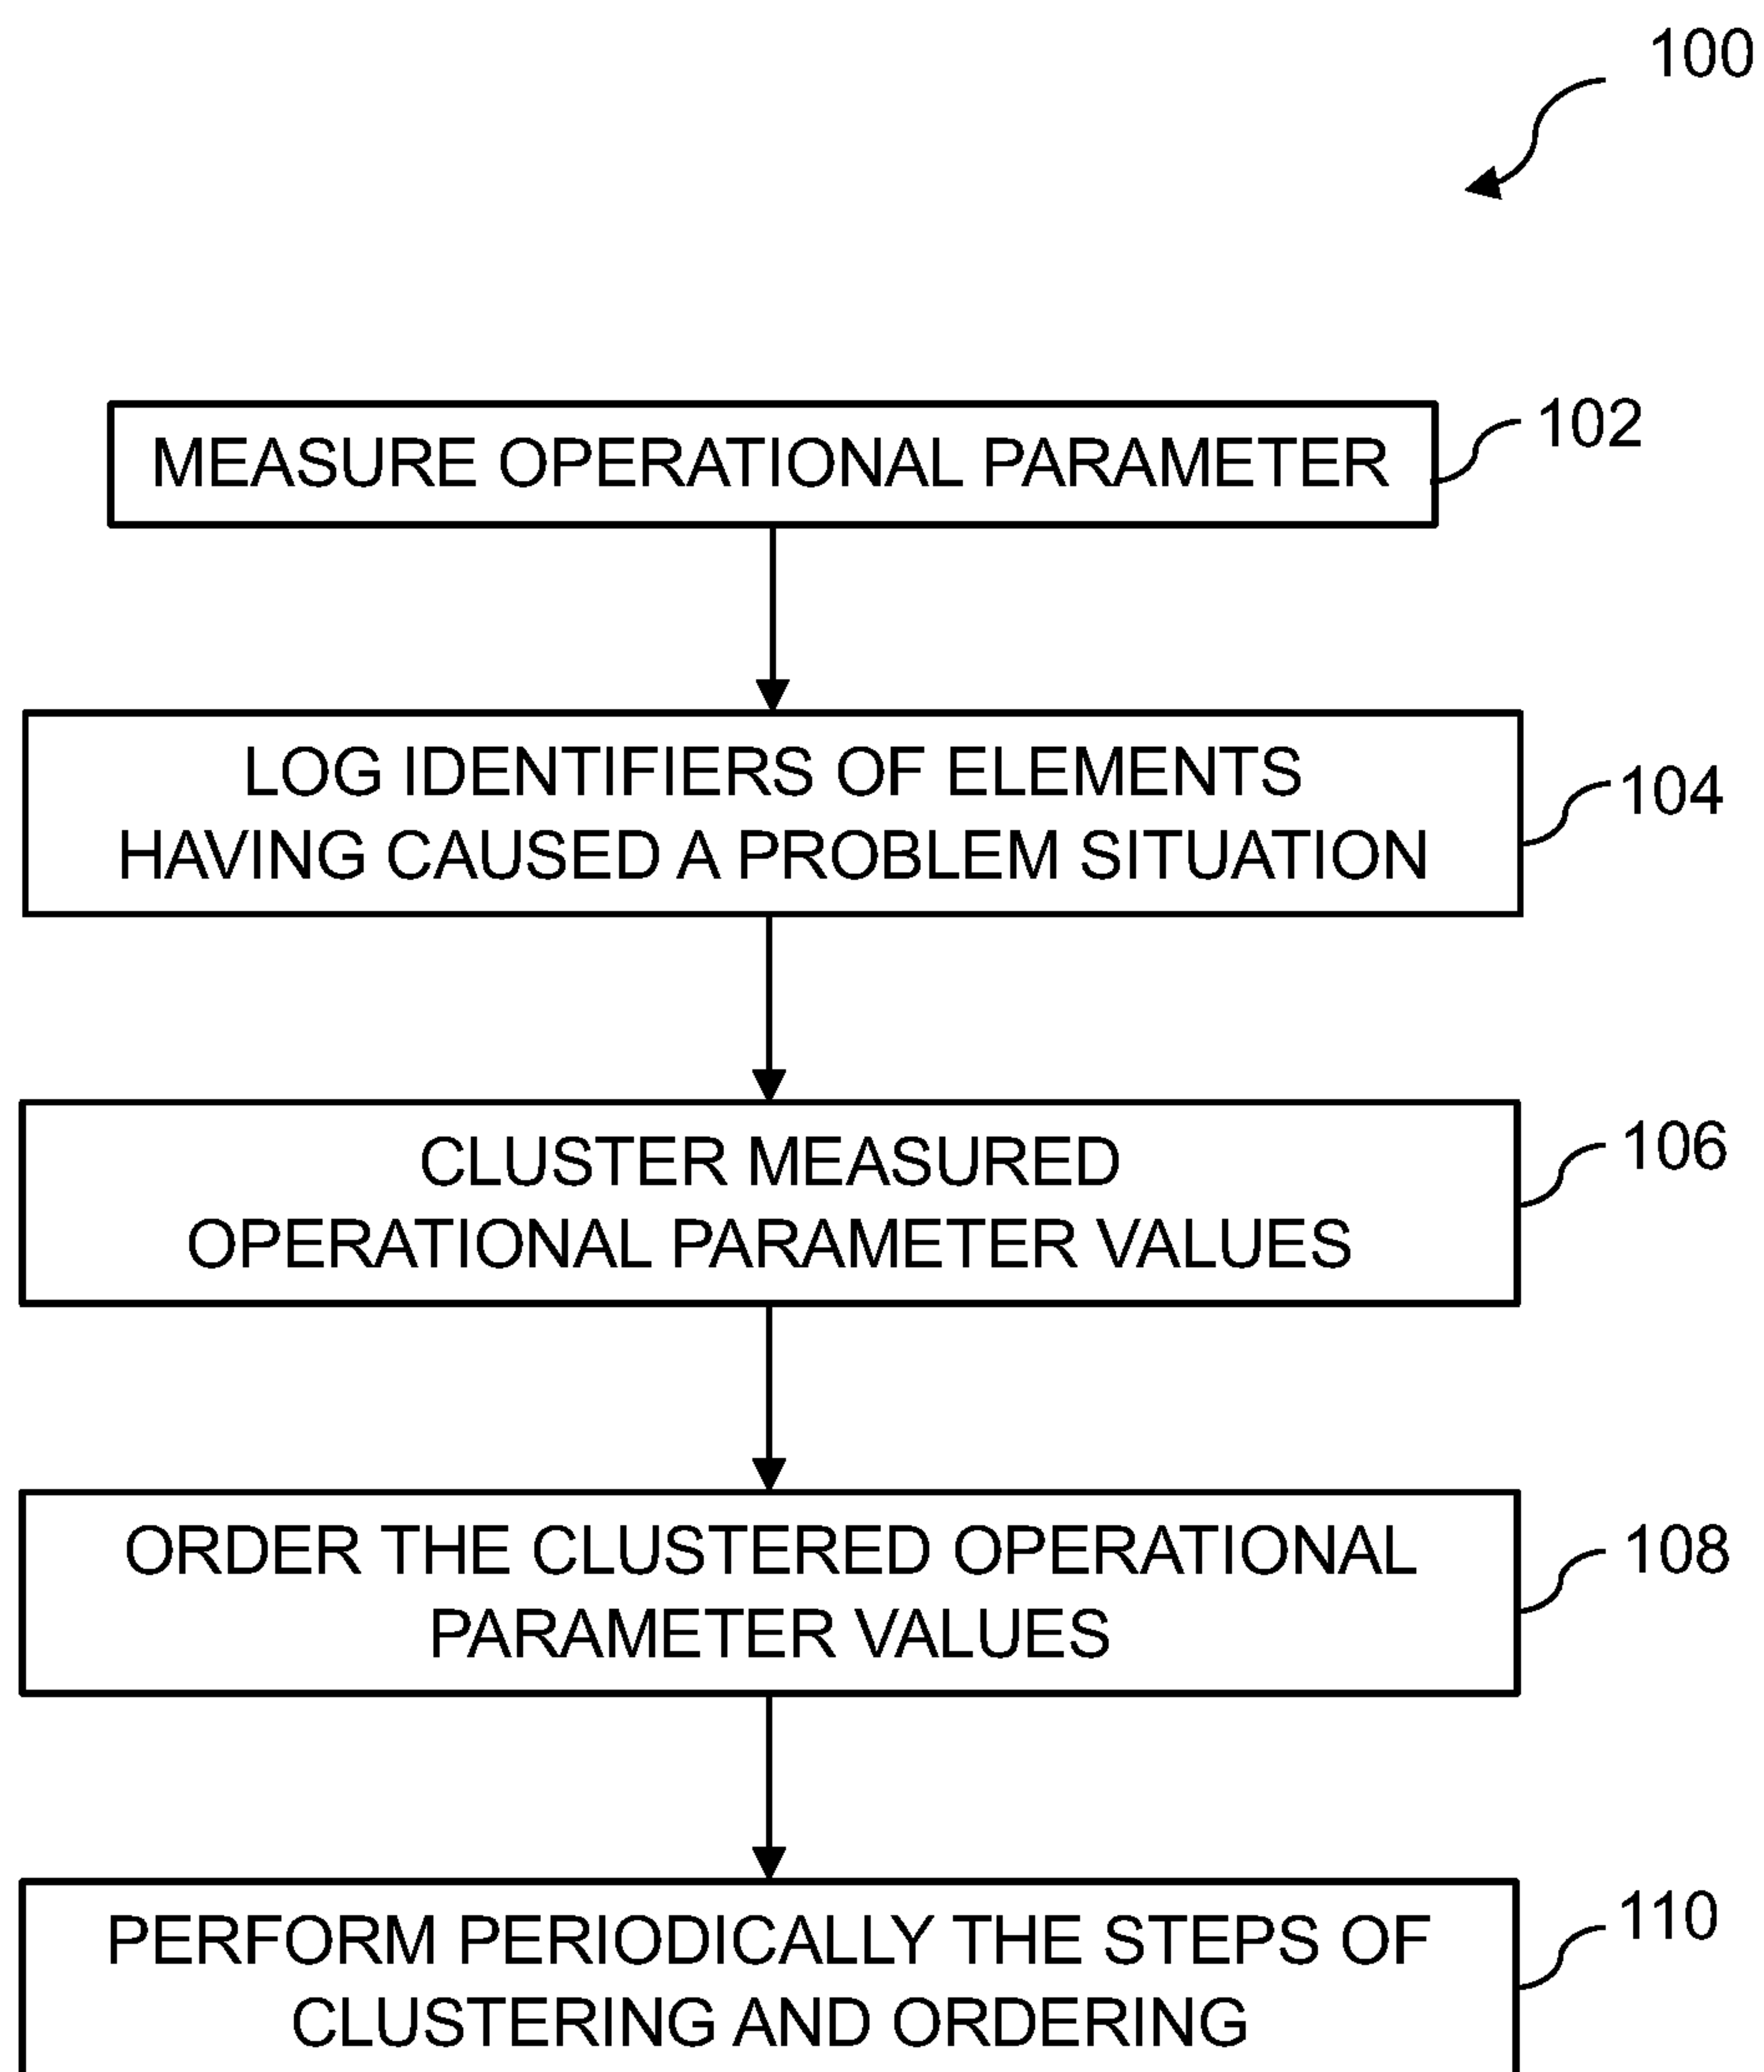 100
MEASURE OPERATIONAL PARAMETER
102
LOG IDENTIFIERS OF ELEMENTS
HAVING CAUSED A PROBLEM SITUATION
104
CLUSTER MEASURED
OPERATIONAL PARAMETER VALUES
106
ORDER THE CLUSTERED OPERATIONAL
PARAMETER VALUES
108
PERFORM PERIODICALLY THE STEPS OF
CLUSTERING AND ORDERING
110